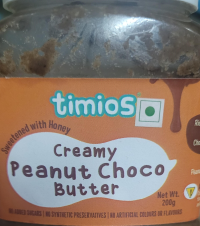 timios
Sweetened with Honey
Creamy
Peanut Choco
Butter
Net Wt.
200g
NO ADDED SUGARS | NO SYNTHETIC PRESERVATIVES | NO ARTIFICIAL COLOURS OR FLAVOURS